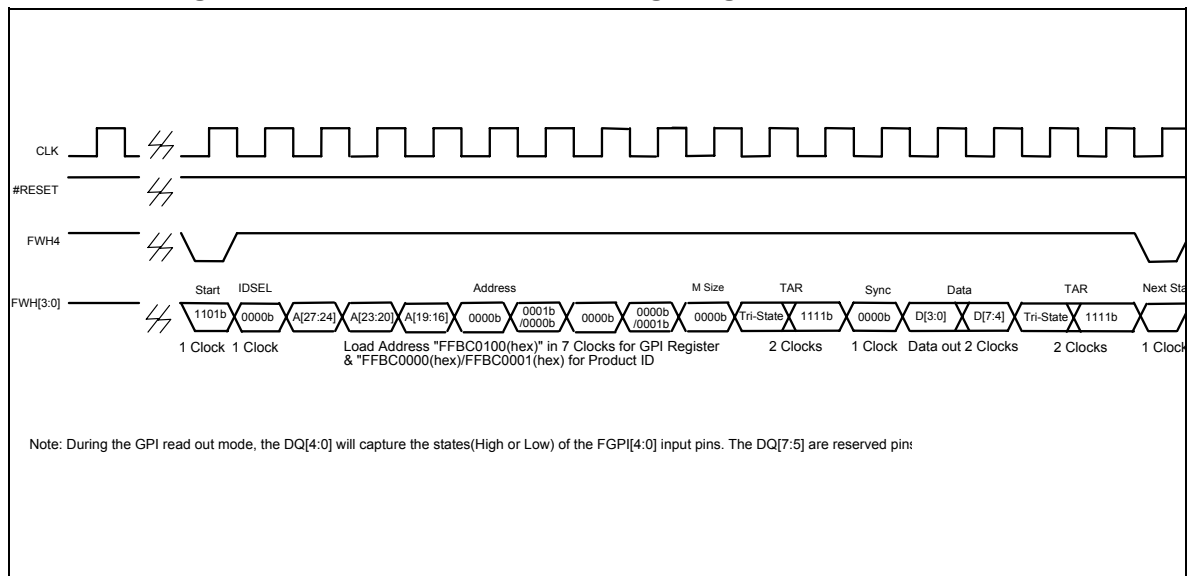 CLK
#RESET
FWH4
FWH[3:0]
Start IDSEL Address M Size TAR Sync Data TAR Next Sta
1101b 0000b A[27:24] A[23:20] A[19:16] 0000b 0001b /0000b 0000b 0000b /0001b 0000b Tri-State 1111b 0000b D[3:0] D[7:4] Tri-State 1111b
1 Clock 1 Clock Load Address "FFBC0100(hex)" in 7 Clocks for GPI Register 2 Clocks 1 Clock Data out 2 Clocks 2 Clocks 1 Clock
& "FFBC0000(hex)/FFBC0001(hex) for Product ID
Note: During the GPI read out mode, the DQ[4:0] will capture the states(High or Low) of the FGPI[4:0] input pins. The DQ[7:5] are reserved pins